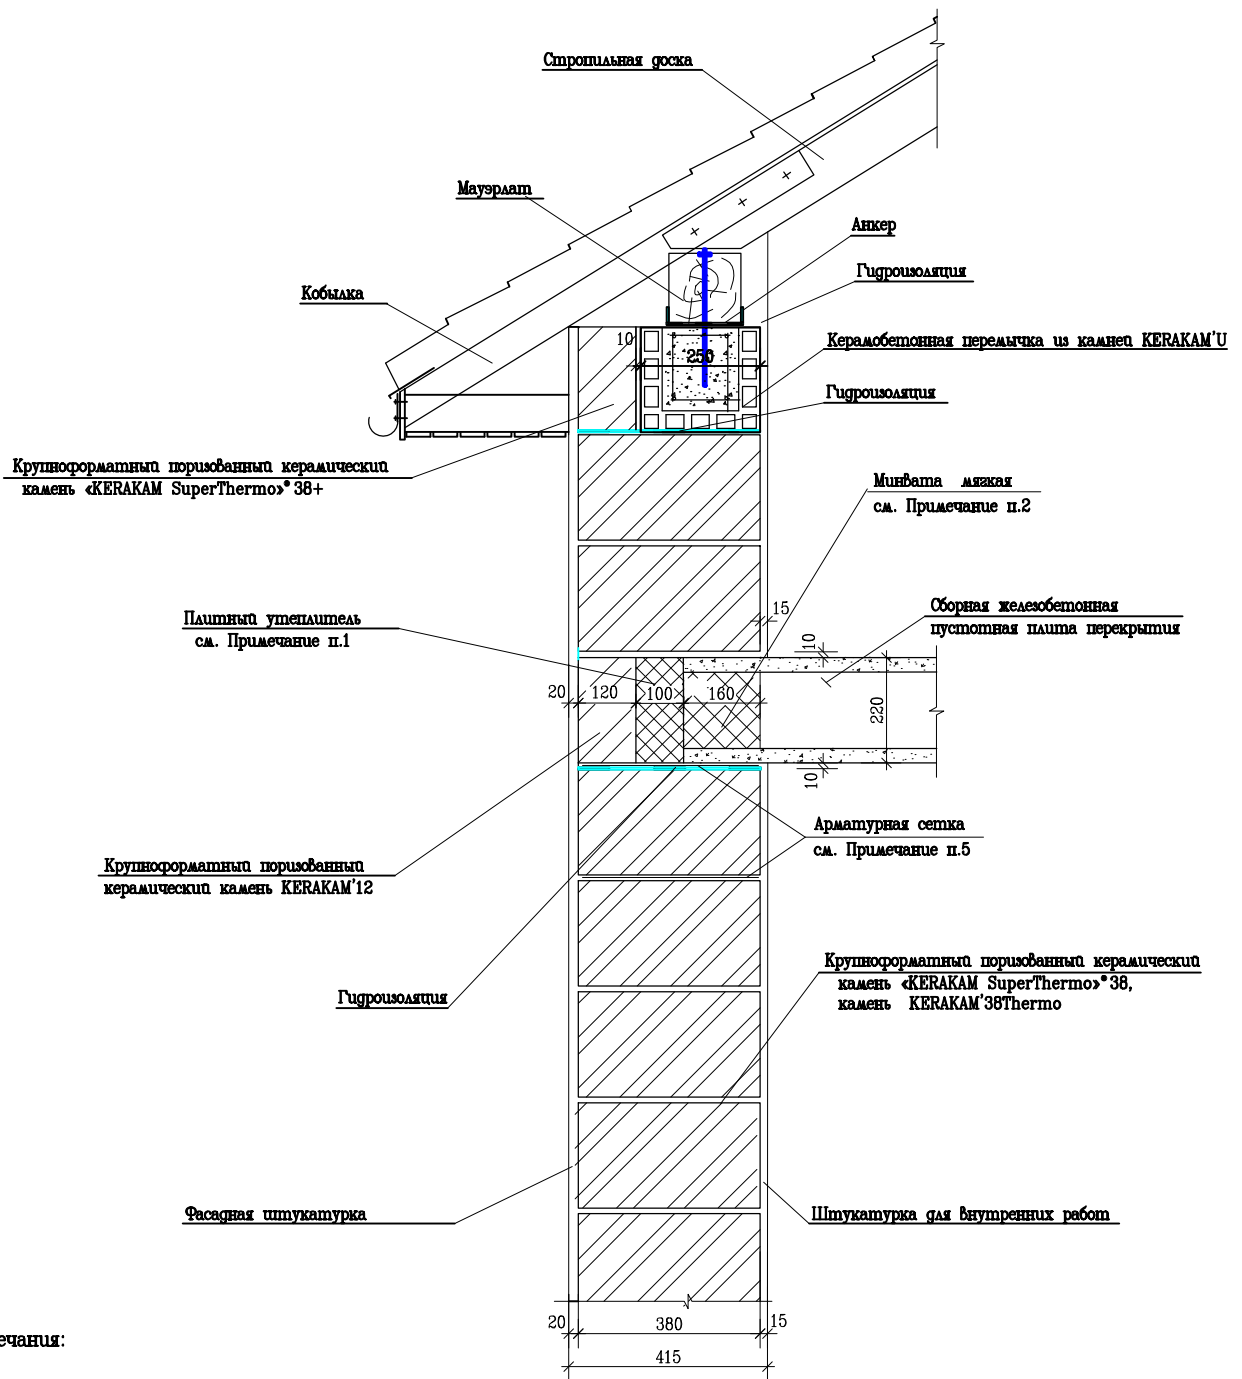 Стропильная доска
Мауэрлат
Анкер
Гидроизоляция
Кобылка
10
Керамобетонная перемычка из камней KERAKAM'U
250
Гидроизоляция
Крупноформатный поризованный керамический
камень «KERAKAM SuperThermo»® 38+
Минвата мягкая
см. Примечание п.2
Плитный утеплитель
см. Примечание п.1
15
Сборная железобетонная
пустотная плита перекрытия
10
20 120 100 160
220
10
Арматурная сетка
см. Примечание п.5
Крупноформатный поризованный
керамический камень KERAKAM'12
Крупноформатный поризованный керамический
камень «KERAKAM SuperThermo»® 38,
камень KERAKAM'38Thermo
Гидроизоляция
Фасадная штукатурка
Штукатурка для внутренних работ
20 380 15
415
ечания: